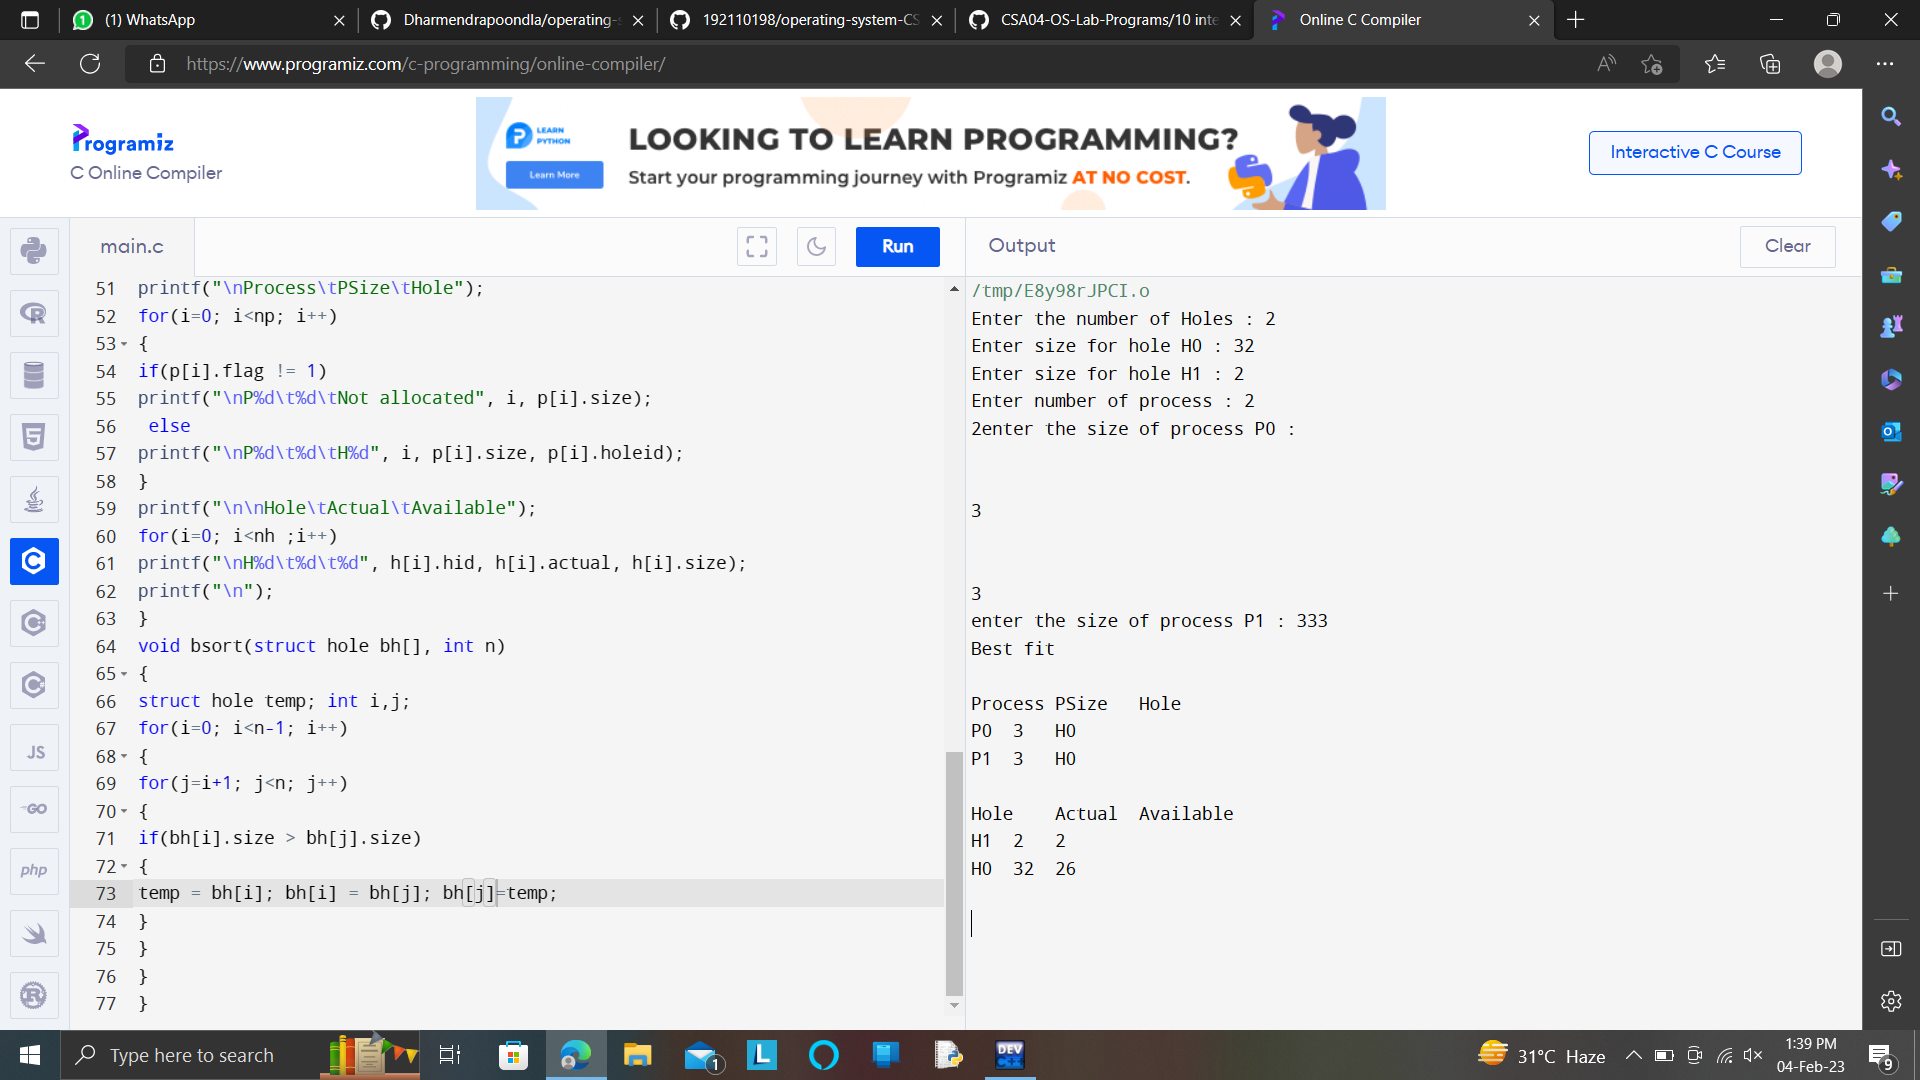 (1) WhatsApp
Dharmendrapoondla/operating-s
192110198/operating-system-CS
CSA04-OS-Lab-Programs/10 inte
Online C Compiler
https://www.programiz.com/c-programming/online-compiler/
Programiz
C Online Compiler
LEARN
PYTHON
Learn More
LOOKING TO LEARN PROGRAMMING?
Start your programming journey with Programiz AT NO COST.
Interactive C Course
main.c
Run
Output
Clear
51 printf("\nProcess\tPSize\tHole");
52 for(i=0; i<np; i++)
53 {
54 if(p[i].flag != 1)
55 printf("\nP%d\t%d\tNot allocated", i, p[i].size);
56 else
57 printf("\nP%d\t%d\tH%d", i, p[i].size, p[i].holeid);
58 }
59 printf("\n\nHole\tActual\tAvailable");
60 for(i=0; i<nh ;i++)
61 printf("\nH%d\t%d\t%d", h[i].hid, h[i].actual, h[i].size);
62 printf("\n");
63 }
64 void bsort(struct hole bh[], int n)
65 {
66 struct hole temp; int i,j;
67 for(i=0; i<n-1; i++)
68 {
69 for(j=i+1; j<n; j++)
70 {
71 if(bh[i].size > bh[j].size)
72 {
73 temp = bh[i]; bh[i] = bh[j]; bh[j]=temp;
74 }
75 }
76 }
77 }
/tmp/E8y98rJPCI.o
Enter the number of Holes : 2
Enter size for hole H0 : 32
Enter size for hole H1 : 2
Enter number of process : 2
2enter the size of process P0 :
3
3
enter the size of process P1 : 333
Best fit
Process PSize Hole
P0 3 H0
P1 3 H0
Hole Actual Available
H1 2 2
H0 32 26
JS
GO
php
Type here to search
1
L
DEV
C++
31°C Haze
1:39 PM
04-Feb-23
9